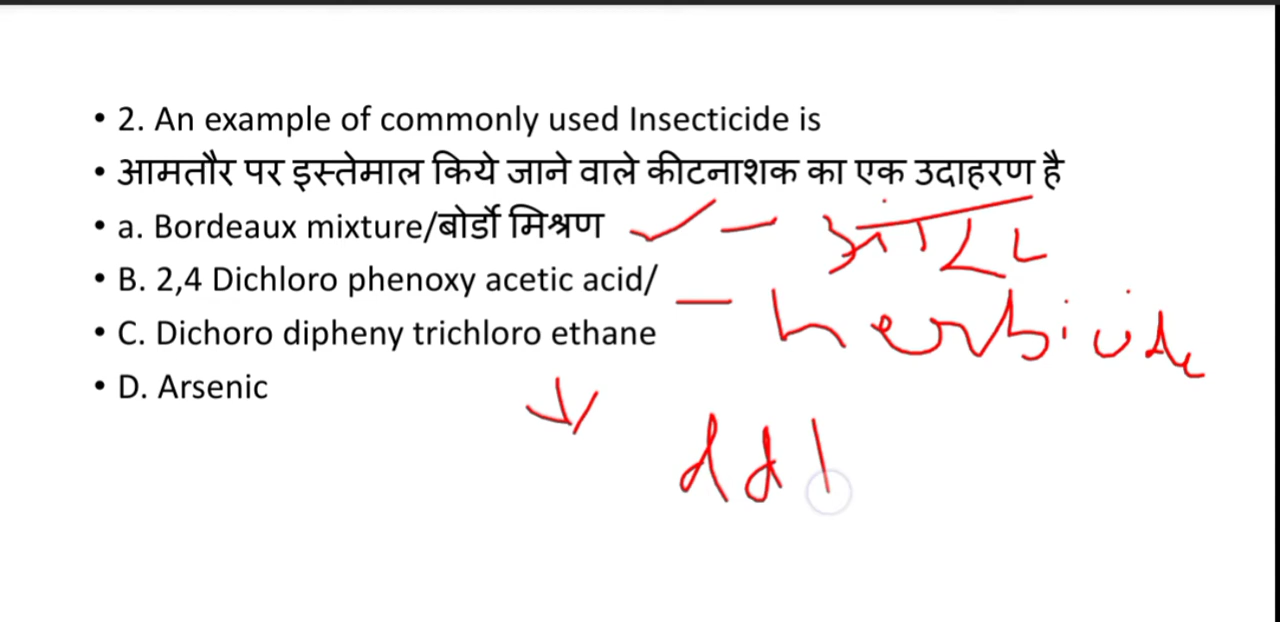 • 2. An example of commonly used Insecticide is
• आमतौर पर इस्तेमाल किये जाने वाले कीटनाशक का एक उदाहरण है
• a. Bordeaux mixture/बोर्डो मिश्रण
• B. 2,4 Dichloro phenoxy acetic acid/ – herbicide
• C. Dichoro dipheny trichloro ethane
• D. Arsenic